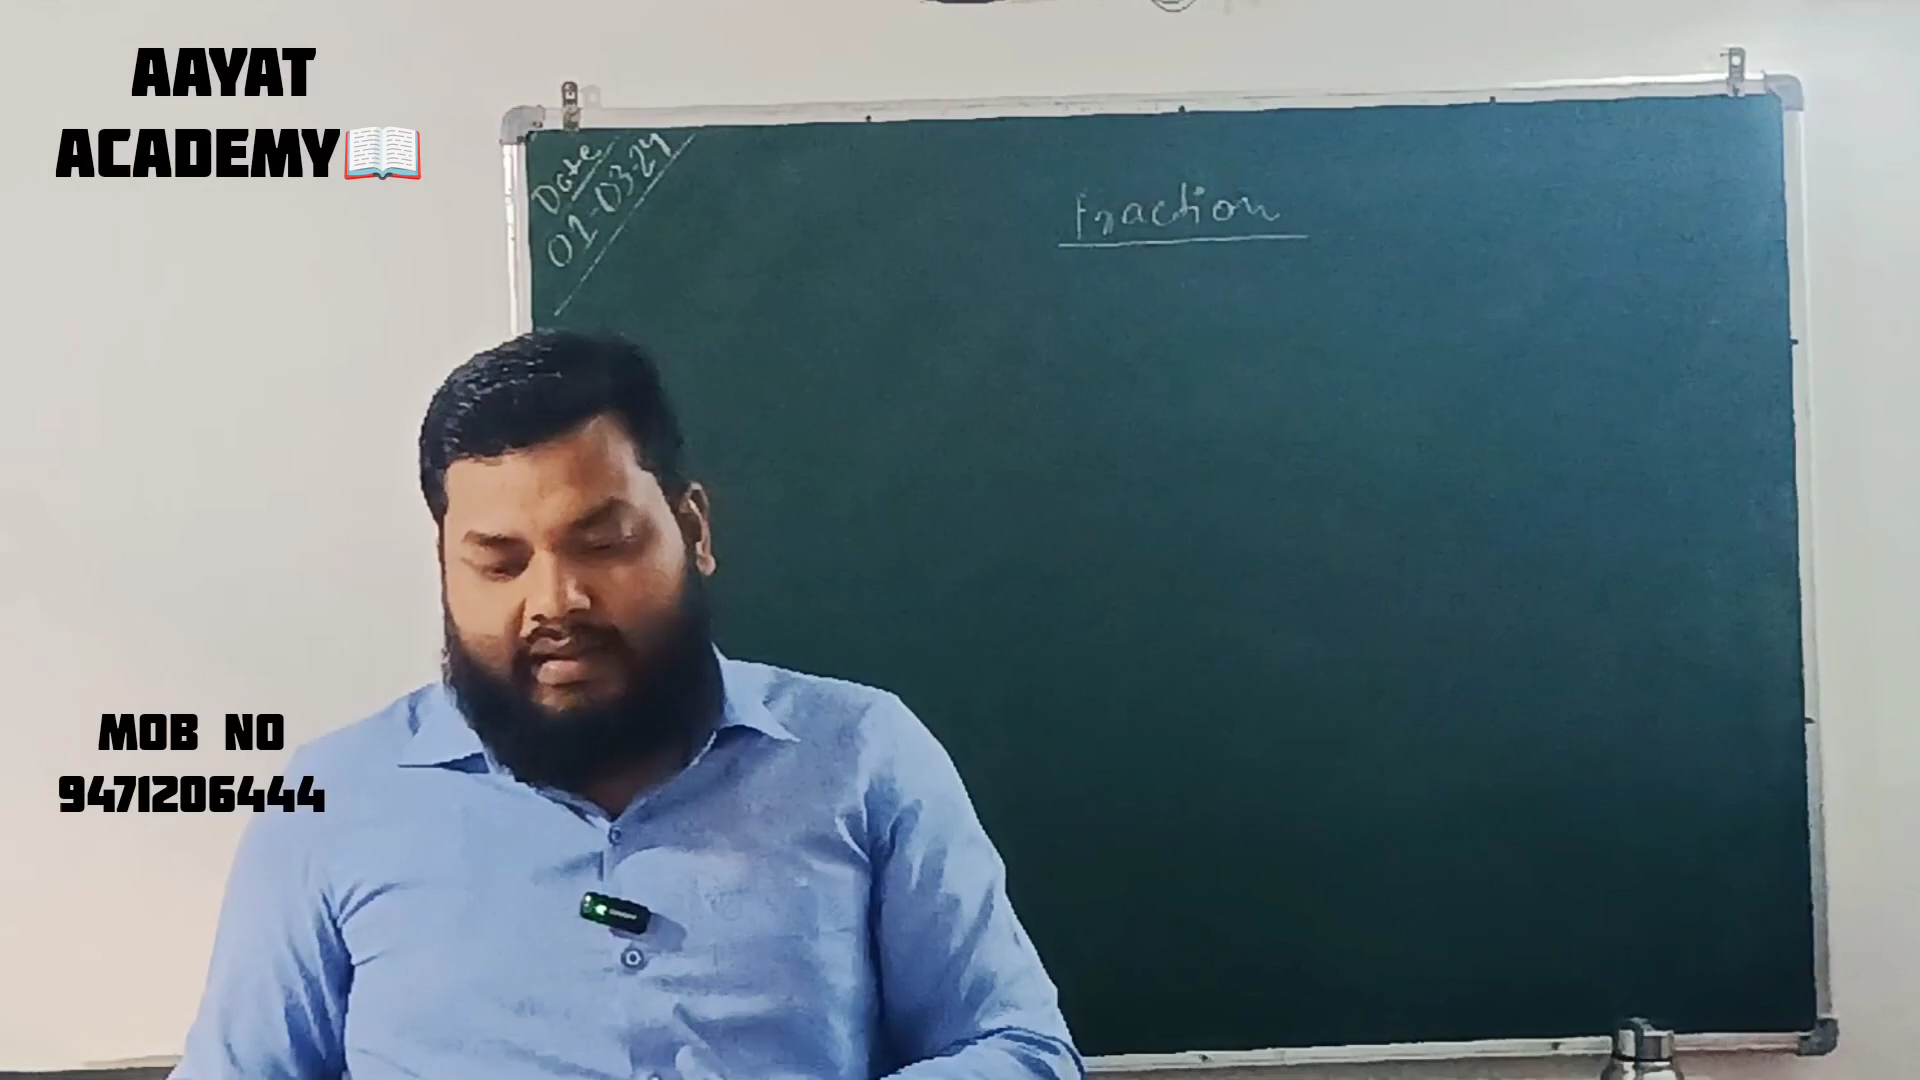 AAYAT
ACADEMY
Date
01-03-24
Fraction
MOB NO
9471206444